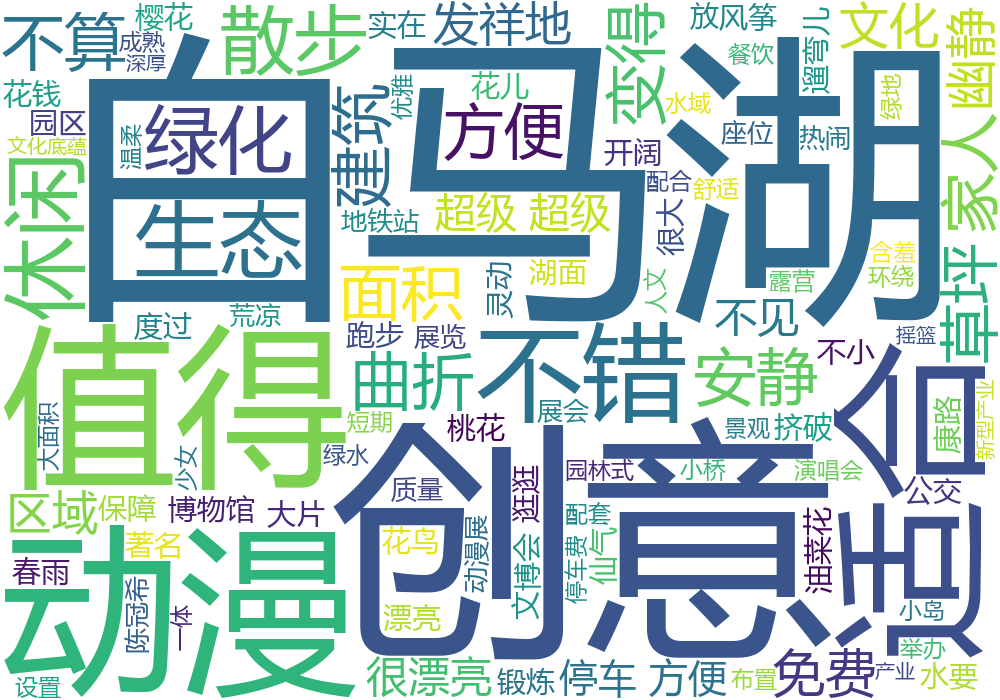 不算
樱花
成熟
深厚
散步
实在
发祥地
变得
放风筝
餐饮
遛弯儿
文化
幽静
花钱
园区
文化底蕴
温柔
绿化
白马湖
建筑
优雅
花儿
方便
开阔
水域
座位
热闹
绿地
家人
休闲
生态
地铁站
超级 超级
配合
舒适
很大
含羞
环绕
度过
荒凉
面积
灵动
湖面
人文
露营
不见
草坪
跑步
展览
值得
曲折
不错
安静
不小
摇篮
适合
大面积
少女
短期
绿水
桃花
展会
景观
挤破
康路
新型产业
区域
保障
博物馆
大片
质量
创意
逛逛
园林式
小桥
演唱会
公交
动漫
春雨
著名
花鸟
动漫展
文博会
配套
停车费
仙气
油菜花
陈冠希
一体
漂亮
小岛
设置
很漂亮
锻炼
停车 方便
布置
免费
产业
举办
水要